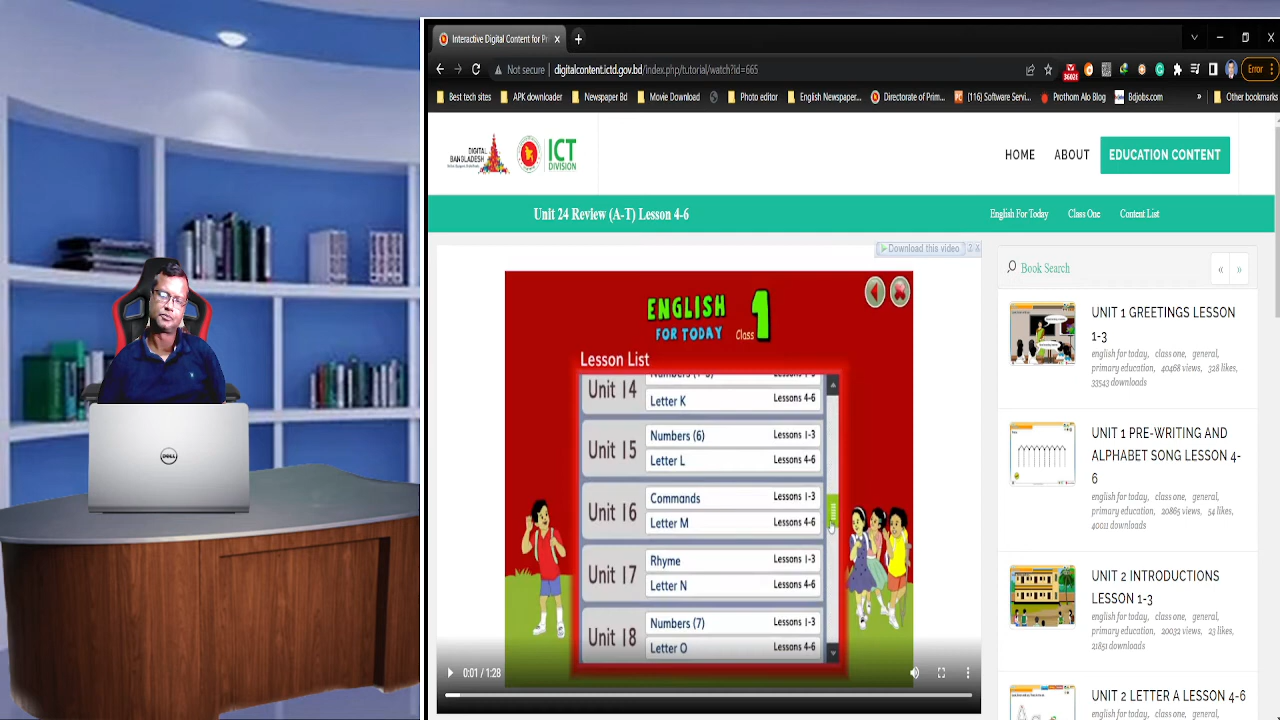 Interactive Digital Content for Pr
Not secure | digitalcontent.ictd.gov.bd/index.php/tutorial/watch?id=665
Error
Best tech sites
APK downloader
Newspaper Bd
Movie Download
Photo editor
English Newspaper...
Directorate of Prim...
(116) Software Servi...
Prothom Alo Blog
Bdjobs.com
»
Other bookmarks
DIGITAL
BANGLADESH
ICT
DIVISION
HOME
ABOUT
EDUCATION CONTENT
Unit 24 Review (A-T) Lesson 4-6
English For Today
Class One
Content List
Download this video
? X
ENGLISH
FOR TODAY
Class 1
Lesson List
Unit 14
Letter K Lessons 4-6
Unit 15
Numbers (6) Lessons 1-3
Letter L Lessons 4-6
Unit 16
Commands Lessons 1-3
Letter M Lessons 4-6
Unit 17
Rhyme Lessons 1-3
Letter N Lessons 4-6
Unit 18
Numbers (7) Lessons 1-3
Letter O Lessons 4-6
0:01 / 1:28
Book Search
« »
UNIT 1 GREETINGS LESSON
1-3
english for today, class one, general,
primary education, 40468 views, 328 likes,
33543 downloads
UNIT 1 PRE-WRITING AND
ALPHABET SONG LESSON 4-
6
english for today, class one, general,
primary education, 20865 views, 54 likes,
40011 downloads
UNIT 2 INTRODUCTIONS
LESSON 1-3
english for today, class one, general,
primary education, 20032 views, 23 likes,
21851 downloads
UNIT 2 LETTER A LESSON 4-6
english for today, class one, general,
DELL